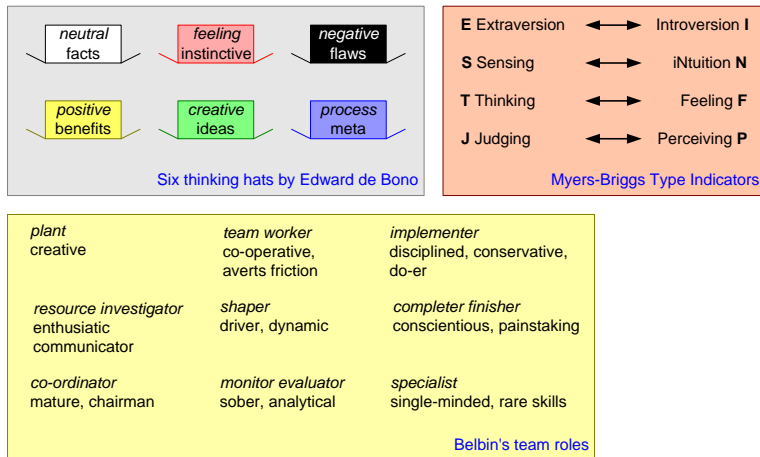 neutral
facts
feeling
instinctive
negative
flaws
positive
benefits
creative
ideas
process
meta
Six thinking hats by Edward de Bono
E Extraversion Introversion I
S Sensing iNtuition N
T Thinking Feeling F
J Judging Perceiving P
Myers-Briggs Type Indicators
plant
creative
team worker
co-operative,
averts friction
implementer
disciplined, conservative,
do-er
resource investigator
enthusiatic
communicator
shaper
driver, dynamic
completer finisher
conscientious, painstaking
co-ordinator
mature, chairman
monitor evaluator
sober, analytical
specialist
single-minded, rare skills
Belbin's team roles